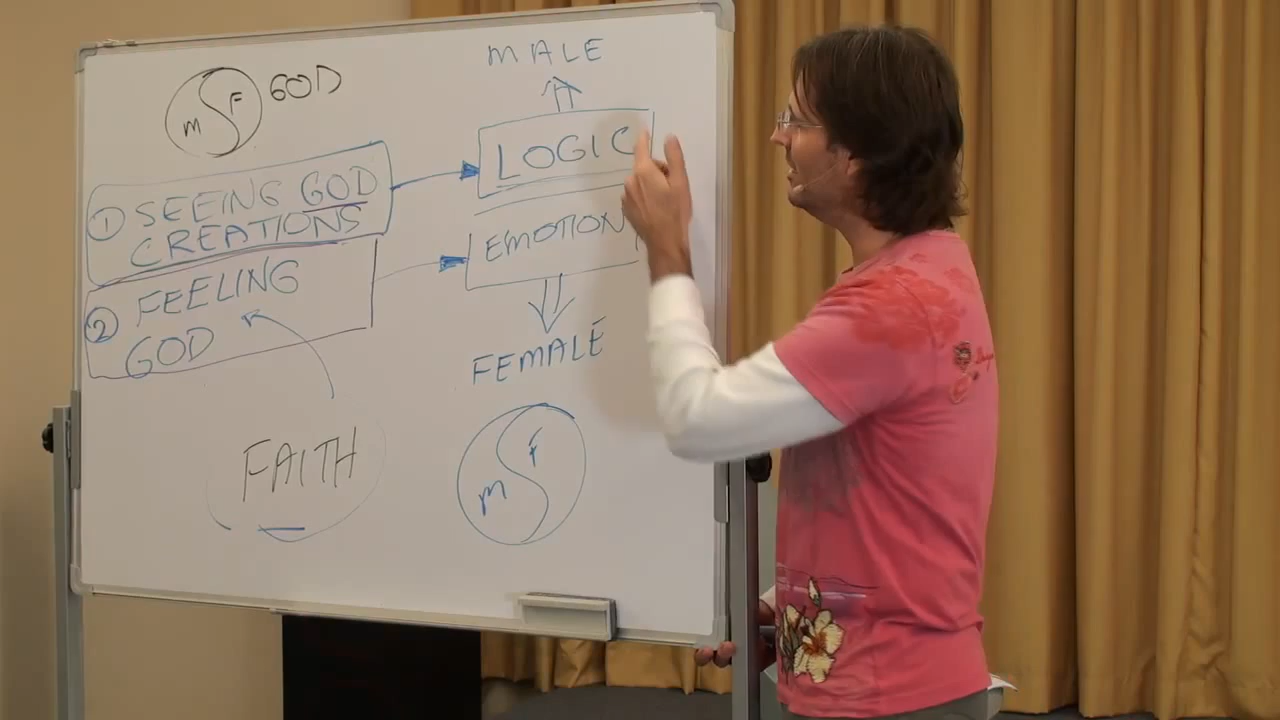 MALE
M F GOD
LOGIC
1 SEEING GOD
CREATIONS
EMOTION
2 FEELING
GOD
FEMALE
FAITH
M F